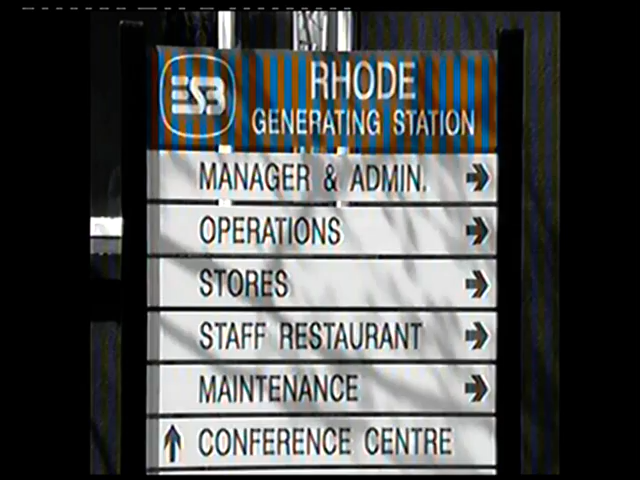 ESB
RHODE
GENERATING STATION
MANAGER & ADMIN.
OPERATIONS
STORES
STAFF RESTAURANT
MAINTENANCE
CONFERENCE CENTRE